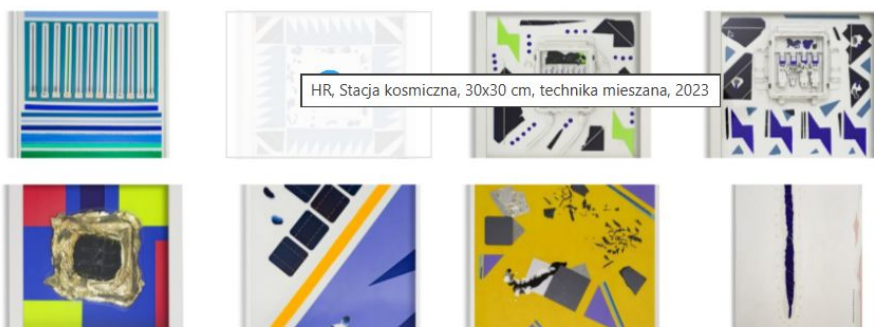 HR, Stacja kosmiczna, 30x30 cm, technika mieszana, 2023